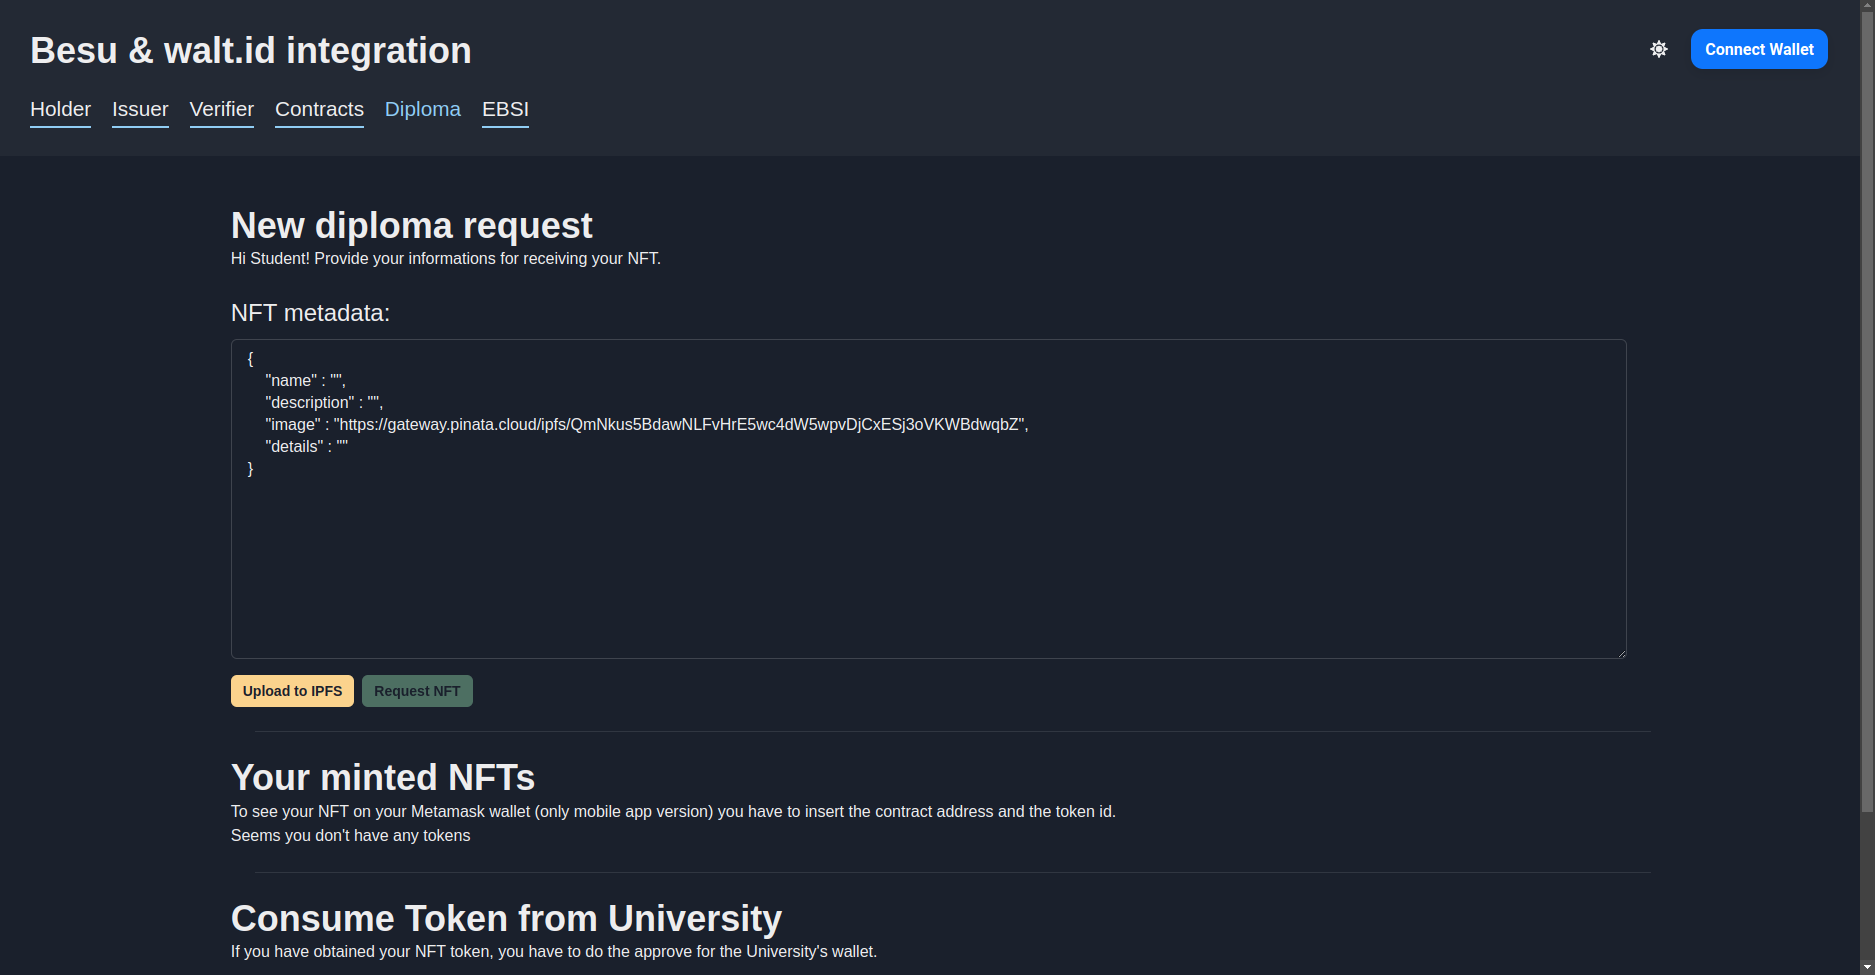 Besu & walt.id integration
Connect Wallet
Holder Issuer Verifier Contracts Diploma EBSI
New diploma request
Hi Student! Provide your informations for receiving your NFT.
NFT metadata:
{
"name" : "",
"description" : "",
"image" : "https://gateway.pinata.cloud/ipfs/QmNkus5BdawNLFvHrE5wc4dW5wpvDjCxESj3oVKWBdwqbZ",
"details" : ""
}
Upload to IPFS Request NFT
Your minted NFTs
To see your NFT on your Metamask wallet (only mobile app version) you have to insert the contract address and the token id.
Seems you don't have any tokens
Consume Token from University
If you have obtained your NFT token, you have to do the approve for the University's wallet.